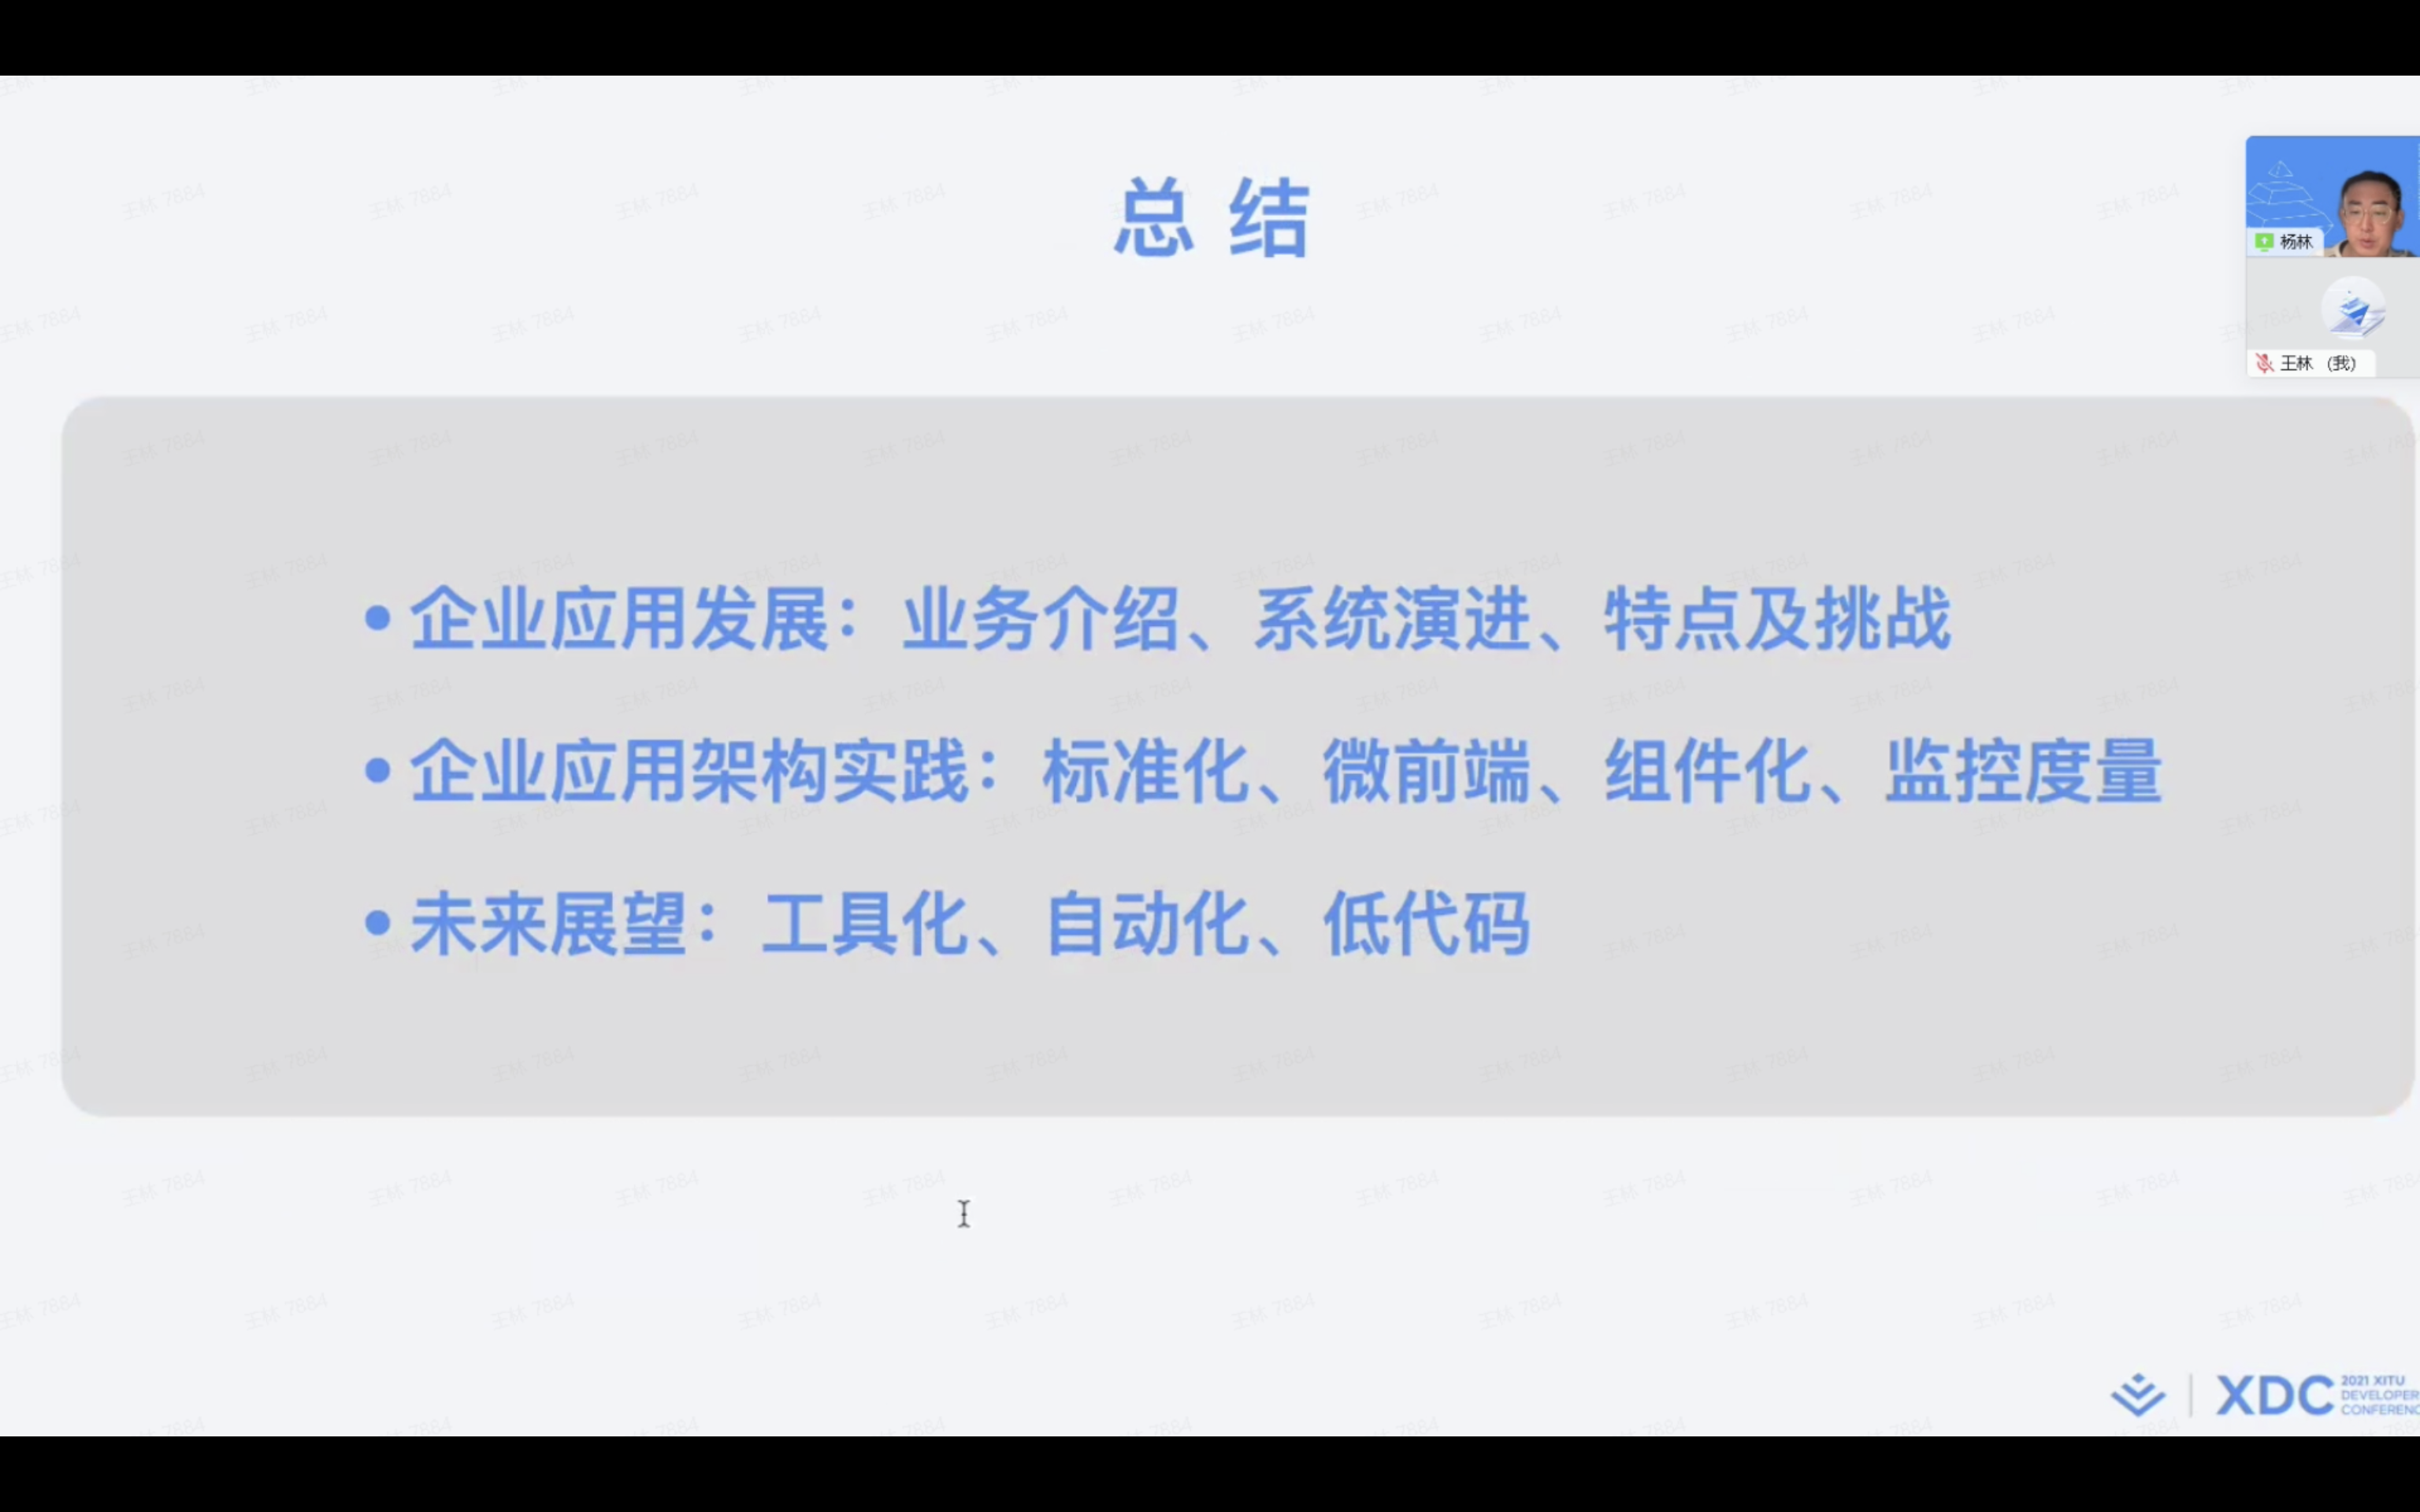 总 结
杨林
王林 (我)
• 企业应用发展：业务介绍、系统演进、特点及挑战
• 企业应用架构实践：标准化、微前端、组件化、监控度量
• 未来展望：工具化、自动化、低代码
XDC
2021 XITU
DEVELOPER
CONFERENC
王林 7884